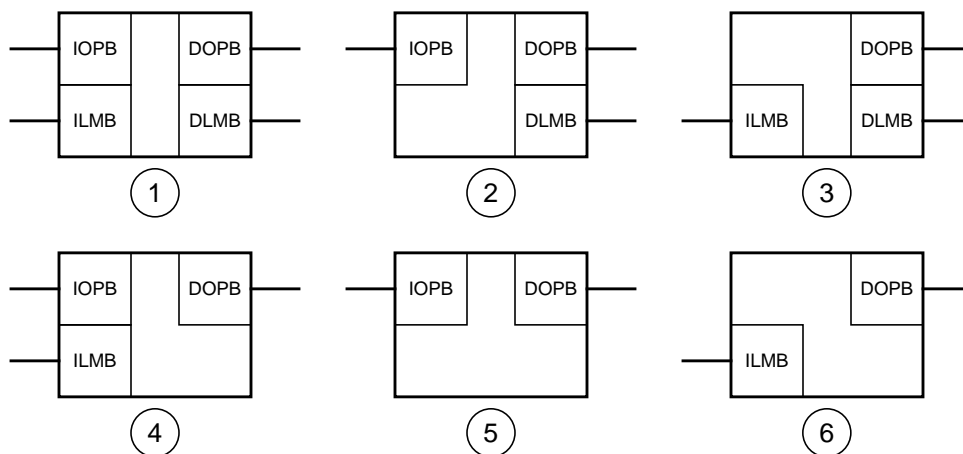 IOPB DOPB IOPB DOPB DOPB
ILMB DLMB DLMB ILMB DLMB
1 2 3
IOPB DOPB IOPB DOPB DOPB
ILMB ILMB
4 5 6